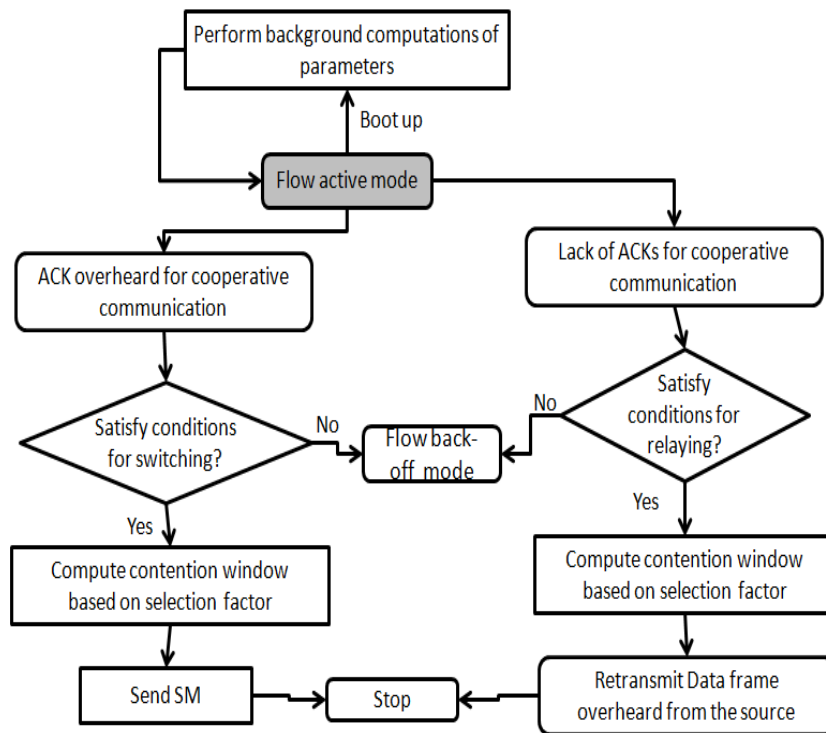 Perform background computations of
parameters
Boot up
Flow active mode
ACK overheard for cooperative
communication
Lack of ACKs for cooperative
communication
Satisfy conditions
for switching?
No
Flow back-
off mode
No
Satisfy
conditions for
relaying?
Yes
Yes
Compute contention window
based on selection factor
Compute contention window
based on selection factor
Send SM
Stop
Retransmit Data frame
overheard from the source